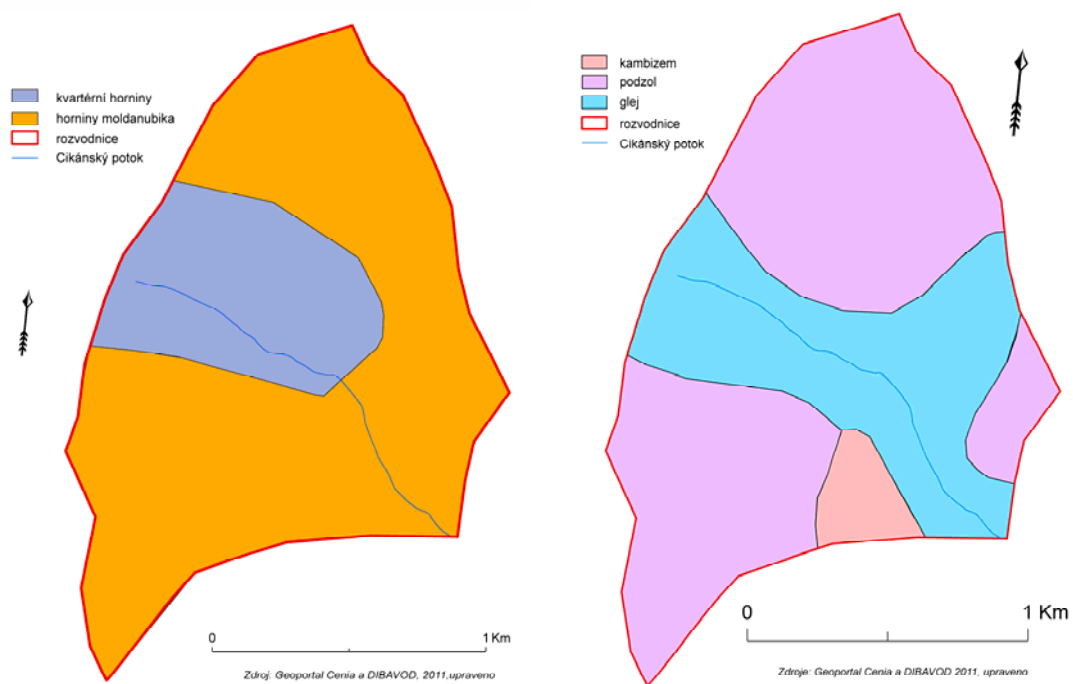 kvartérní horniny
horniny moldanubika
rozvodnice
Cikánský potok
0 1 Km
Zdroj: Geoportal Cenia a DIBAVOD, 2011,upraveno
kambizem
podzol
glej
rozvodnice
Cikánský potok
0 1 Km
Zdroje: Geoportal Cenia a DIBAVOD 2011, upraveno